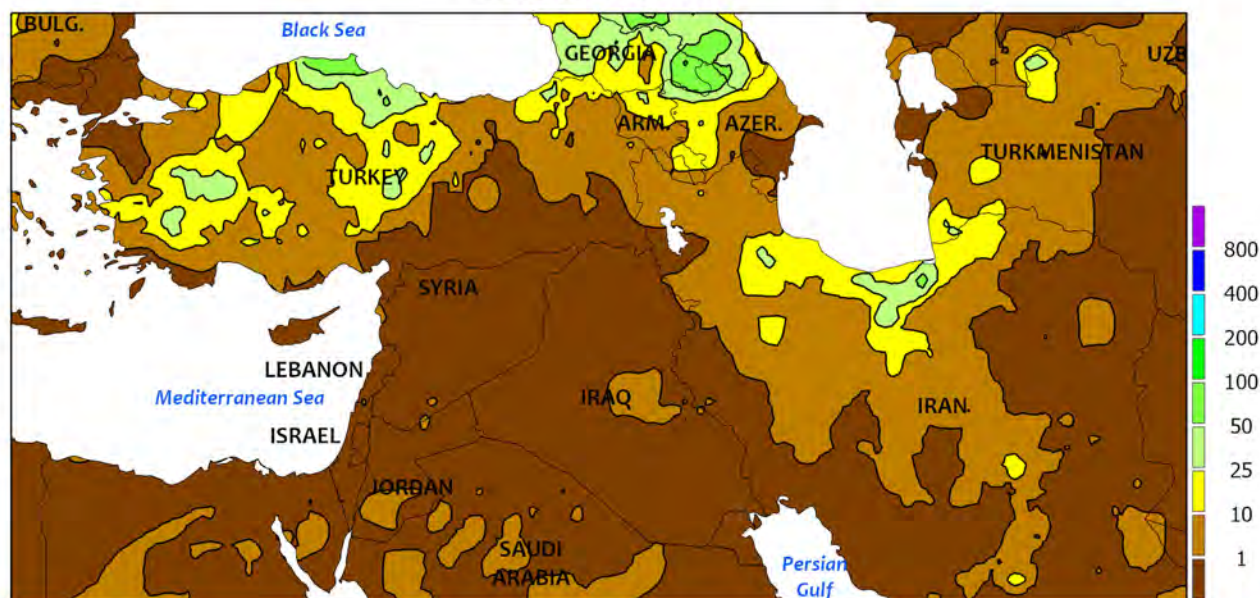 BULG.
Black Sea
GEORGIA
UZB
ARM.
AZER.
TURKMENISTAN
TURKEY
SYRIA
LEBANON
Mediterranean Sea
IRAQ
IRAN
ISRAEL
JORDAN
SAUDI
ARABIA
Persian
Gulf
800
400
200
100
50
25
10
1